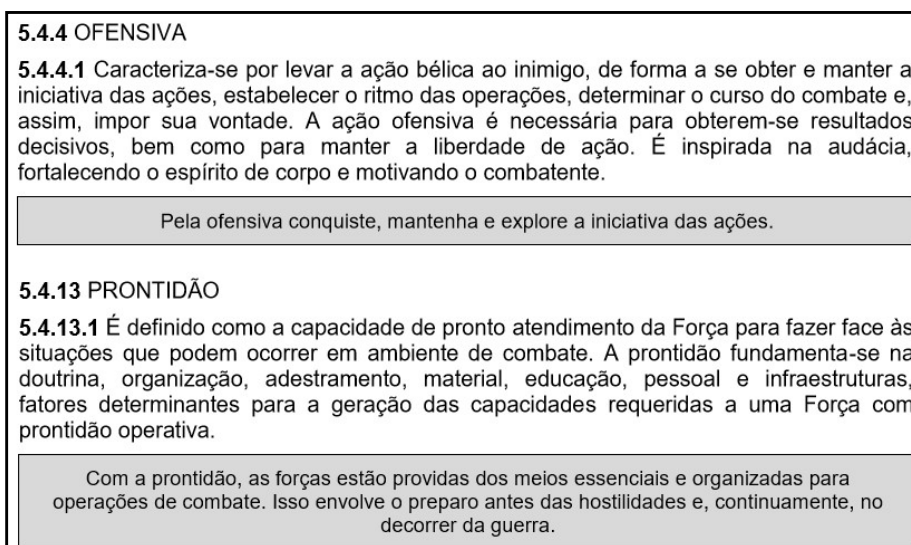 5.4.4 OFENSIVA
5.4.4.1 Caracteriza-se por levar a ação bélica ao inimigo, de forma a se obter e manter a
iniciativa das ações, estabelecer o ritmo das operações, determinar o curso do combate e,
assim, impor sua vontade. A ação ofensiva é necessária para obterem-se resultados
decisivos, bem como para manter a liberdade de ação. É inspirada na audácia,
fortalecendo o espírito de corpo e motivando o combatente.
Pela ofensiva conquiste, mantenha e explore a iniciativa das ações.
5.4.13 PRONTIDÃO
5.4.13.1 É definido como a capacidade de pronto atendimento da Força para fazer face às
situações que podem ocorrer em ambiente de combate. A prontidão fundamenta-se na
doutrina, organização, adestramento, material, educação, pessoal e infraestruturas,
fatores determinantes para a geração das capacidades requeridas a uma Força com
prontidão operativa.
Com a prontidão, as forças estão providas dos meios essenciais e organizadas para
operações de combate. Isso envolve o preparo antes das hostilidades e, continuamente, no
decorrer da guerra.